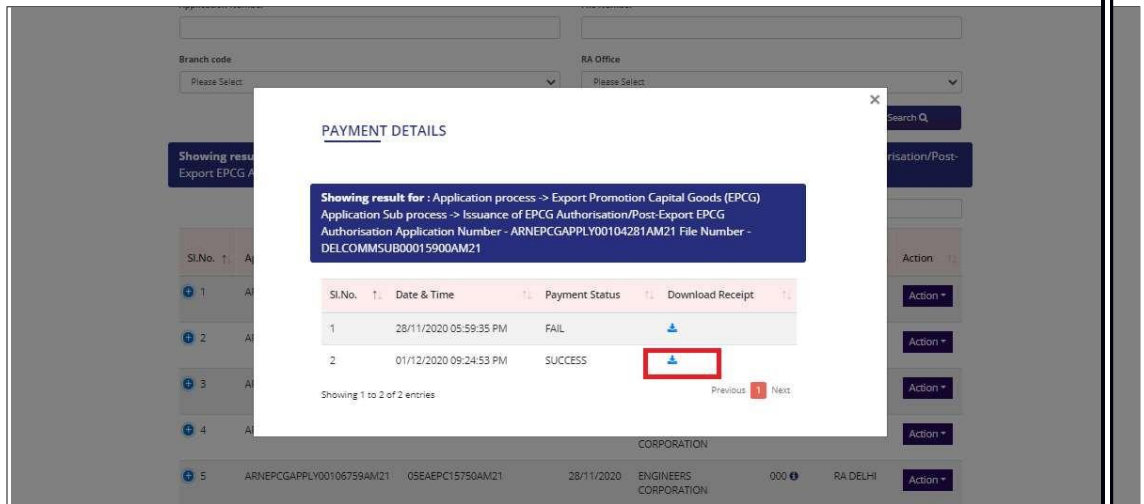 Branch code
RA Office
Please Select
Please Select
×
Search
PAYMENT DETAILS
Showing resu
risation/Post-
Export EPCG A
Showing result for : Application process -> Export Promotion Capital Goods (EPCG)
Application Sub process -> Issuance of EPCG Authorisation/Post-Export EPCG
Authorisation Application Number - ARNEPCGAPPLY00104281AM21 File Number -
DELCOMMSUB00015900AM21
Sl.No. Ap
Action
Sl.No. Date & Time Payment Status Download Receipt
1 AR
Action
1 28/11/2020 05:59:35 PM FAIL
2 AR
Action
2 01/12/2020 09:24:53 PM SUCCESS
3 AR
Action
Showing 1 to 2 of 2 entries
Previous 1 Next
4 AR
Action
CORPORATION
5 ARNEPCGAPPLY00106759AM21 05EAEPC15750AM21 28/11/2020 ENGINEERS 000 RA DELHI Action
CORPORATION